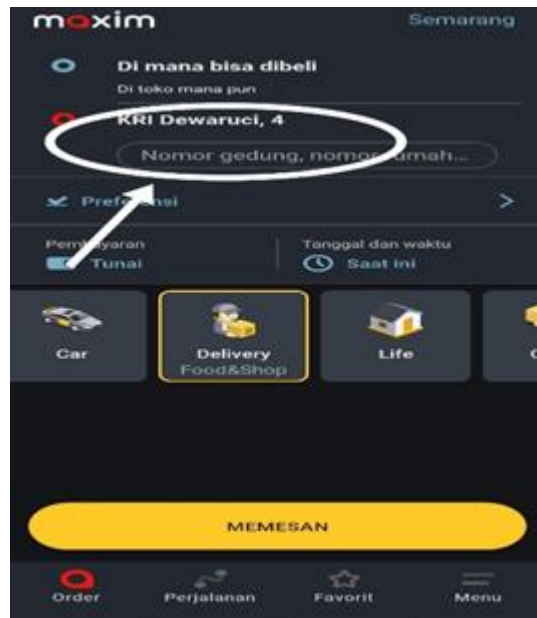 maxim
Semarang
Di mana bisa dibeli
Di toko mana pun
KRI Dewaruci, 4
Nomor gedung, nomor rumah...
Preferensi
Pembayaran
Tanggal dan waktu
Tunai
Saat ini
Car
Delivery
Life
Food&Shop
MEMESAN
Order
Perjalanan
Favorit
Menu